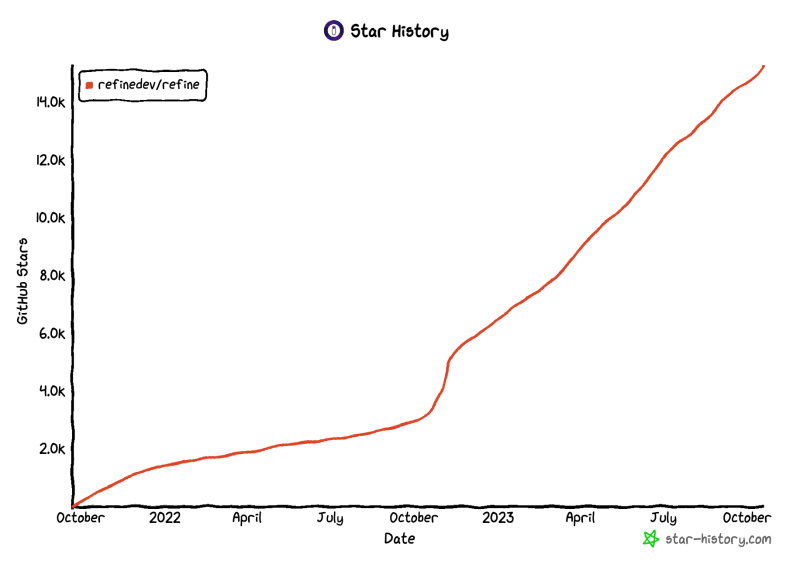 Star History
refinedev/refine
14.0k
12.0k
10.0k
8.0k
6.0k
4.0k
2.0k
GitHub Stars
October 2022 April July October 2023 April July October
Date
star-history.com